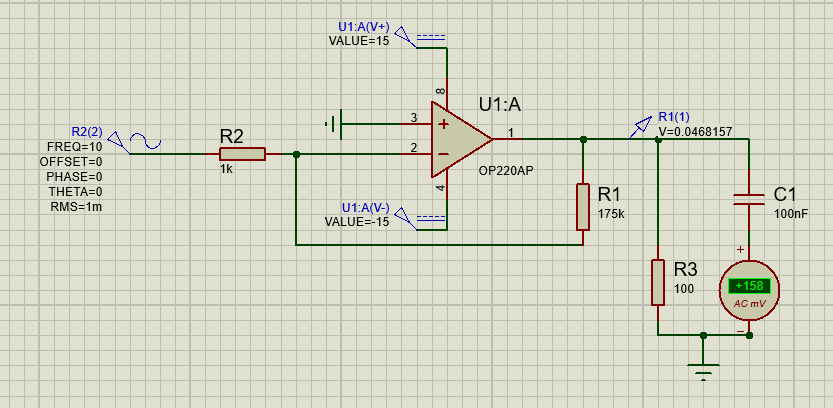 U1:A(V+)
VALUE=15
8
U1:A
3
+
1
2
−
OP220AP
4
R2(2)
FREQ=10
OFFSET=0
PHASE=0
THETA=0
RMS=1m
R2
1k
U1:A(V-)
VALUE=-15
R1(1)
V=0.0468157
R1
175k
C1
100nF
R3
100
+
+158
AC mV
−